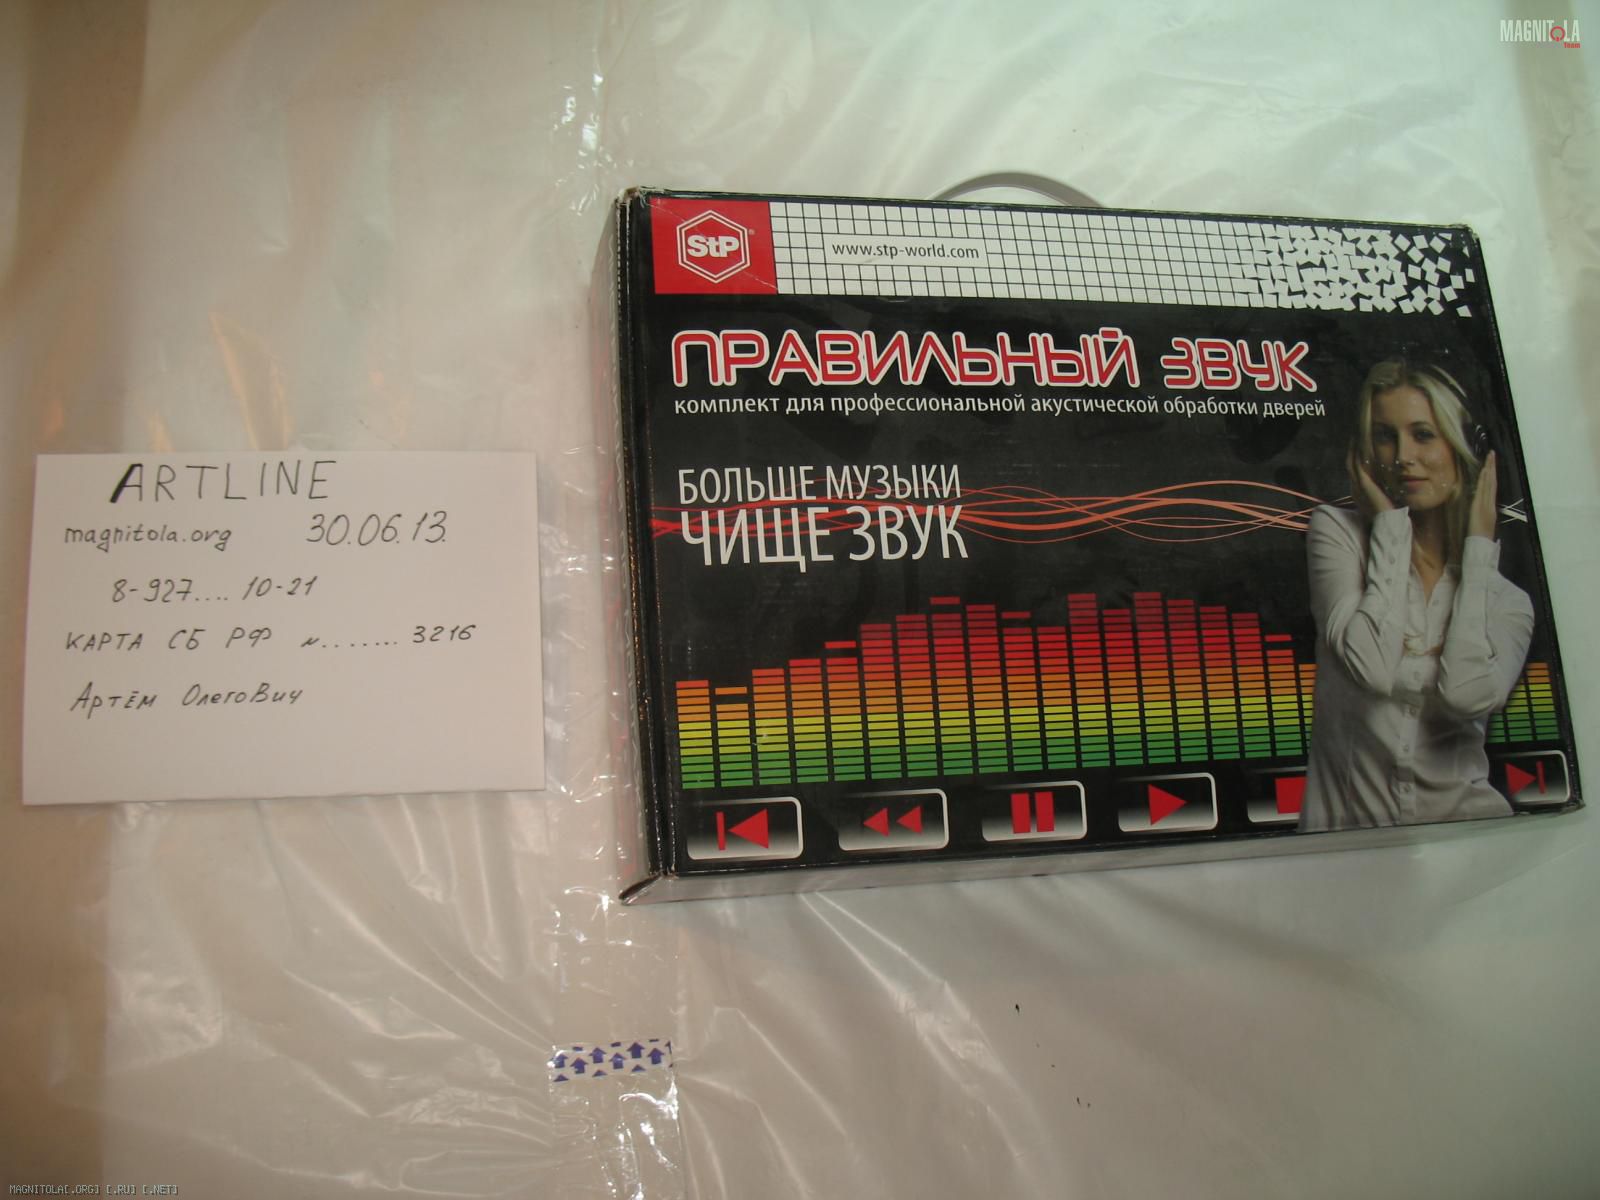 MAGNITOLA
Team
StP
www.stp-world.com
ПРАВИЛЬНЫЙ ЗВУК
комплект для профессиональной акустической обработки дверей
БОЛЬШЕ МУЗЫКИ
ЧИЩЕ ЗВУК
ARTLINE
magnitola.org 30.06.13.
8-927.... 10-21
КАРТА СБ РФ №....... 3216
Артём ОлегоВич
MAGNITOLA[.ORG] [.RU] [.NET]